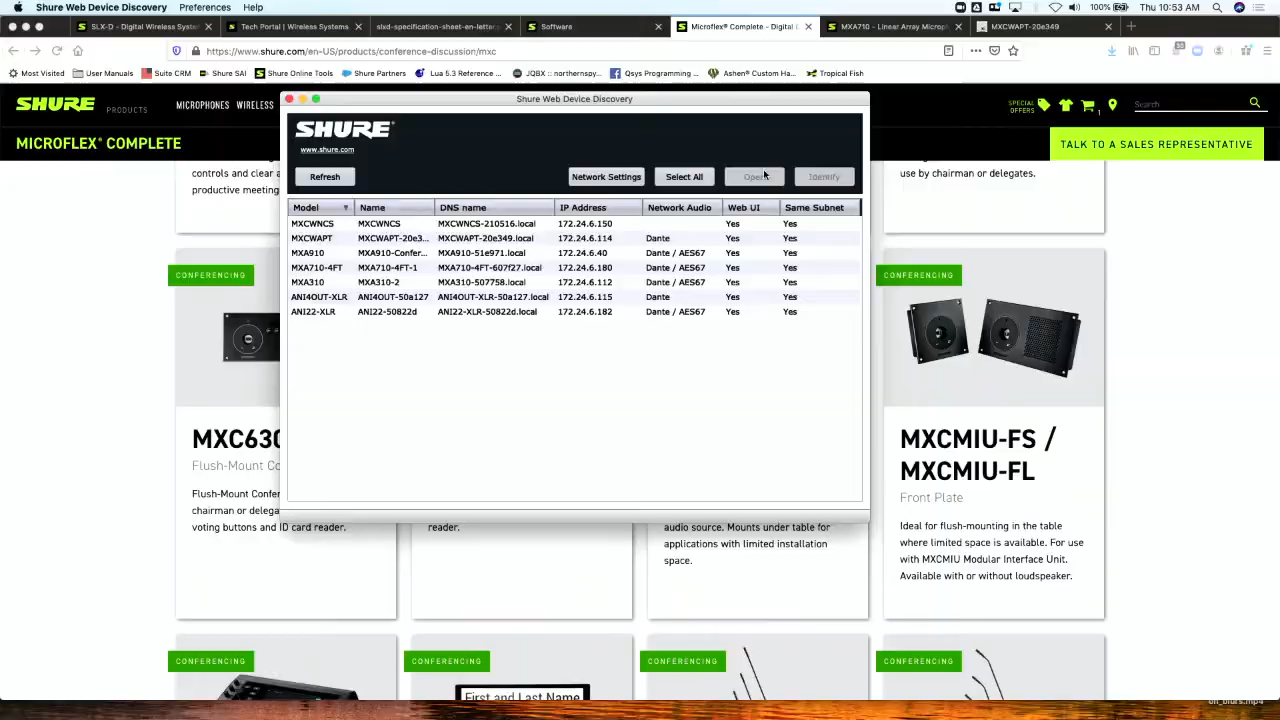 Shure Web Device Discovery Preferences Help
100% Thu 10:53 AM
SLX-D - Digital Wireless Syste
Tech Portal | Wireless Systems
slxd-specification-sheet-en-letter
Software
Microflex® Complete - Digital
MXA710 - Linear Array Microph
MXCWAPT-20e349
https://www.shure.com/en-US/products/conference-discussion/mxc
Most Visited User Manuals Suite CRM Shure SAI Shure Online Tools Shure Partners Lua 5.3 Reference ... JQBX :: northernspy... Qsys Programming ... Ashen® Custom Ha... Tropical Fish
SHURE PRODUCTS MICROPHONES WIRELESS
SPECIAL OFFERS 1 Search
MICROFLEX® COMPLETE
TALK TO A SALES REPRESENTATIVE
Shure Web Device Discovery
SHURE
www.shure.com
Refresh Network Settings Select All Open Identify
Model Name DNS name IP Address Network Audio Web UI Same Subnet
MXCWNCS MXCWNCS MXCWNCS-210516.local 172.24.6.150 Yes Yes
MXCWAPT MXCWAPT-20e3... MXCWAPT-20e349.local 172.24.6.114 Dante Yes Yes
MXA910 MXA910-Confer... MXA910-51e971.local 172.24.6.40 Dante / AES67 Yes Yes
MXA710-4FT MXA710-4FT-1 MXA710-4FT-607f27.local 172.24.6.180 Dante / AES67 Yes Yes
MXA310 MXA310-2 MXA310-507758.local 172.24.6.112 Dante / AES67 Yes Yes
ANI4OUT-XLR ANI4OUT-50a127 ANI4OUT-XLR-50a127.local 172.24.6.115 Dante Yes Yes
ANI22-XLR ANI22-50822d ANI22-XLR-50822d.local 172.24.6.182 Dante / AES67 Yes Yes
controls and clear a
productive meeting
use by chairman or delegates.
CONFERENCING
MXC630
Flush-Mount Co
Flush-Mount Confer
chairman or delega
voting buttons and ID card reader.
reader.
audio source. Mounts under table for
applications with limited installation
space.
CONFERENCING
MXCMIU-FS /
MXCMIU-FL
Front Plate
Ideal for flush-mounting in the table
where limited space is available. For use
with MXCMIU Modular Interface Unit.
Available with or without loudspeaker.
CONFERENCING
CONFERENCING
CONFERENCING
CONFERENCING
First and Last Name
on_blurs.mp4